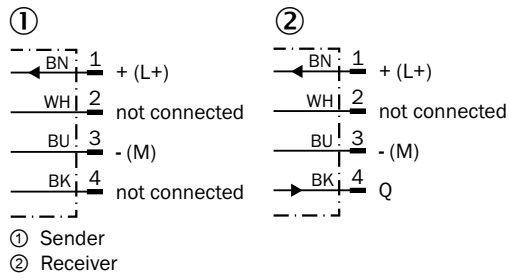 ① ②
BN 1 + (L+) BN 1 + (L+)
WH 2 not connected WH 2 not connected
BU 3 - (M) BU 3 - (M)
BK 4 not connected BK 4 Q
① Sender
② Receiver